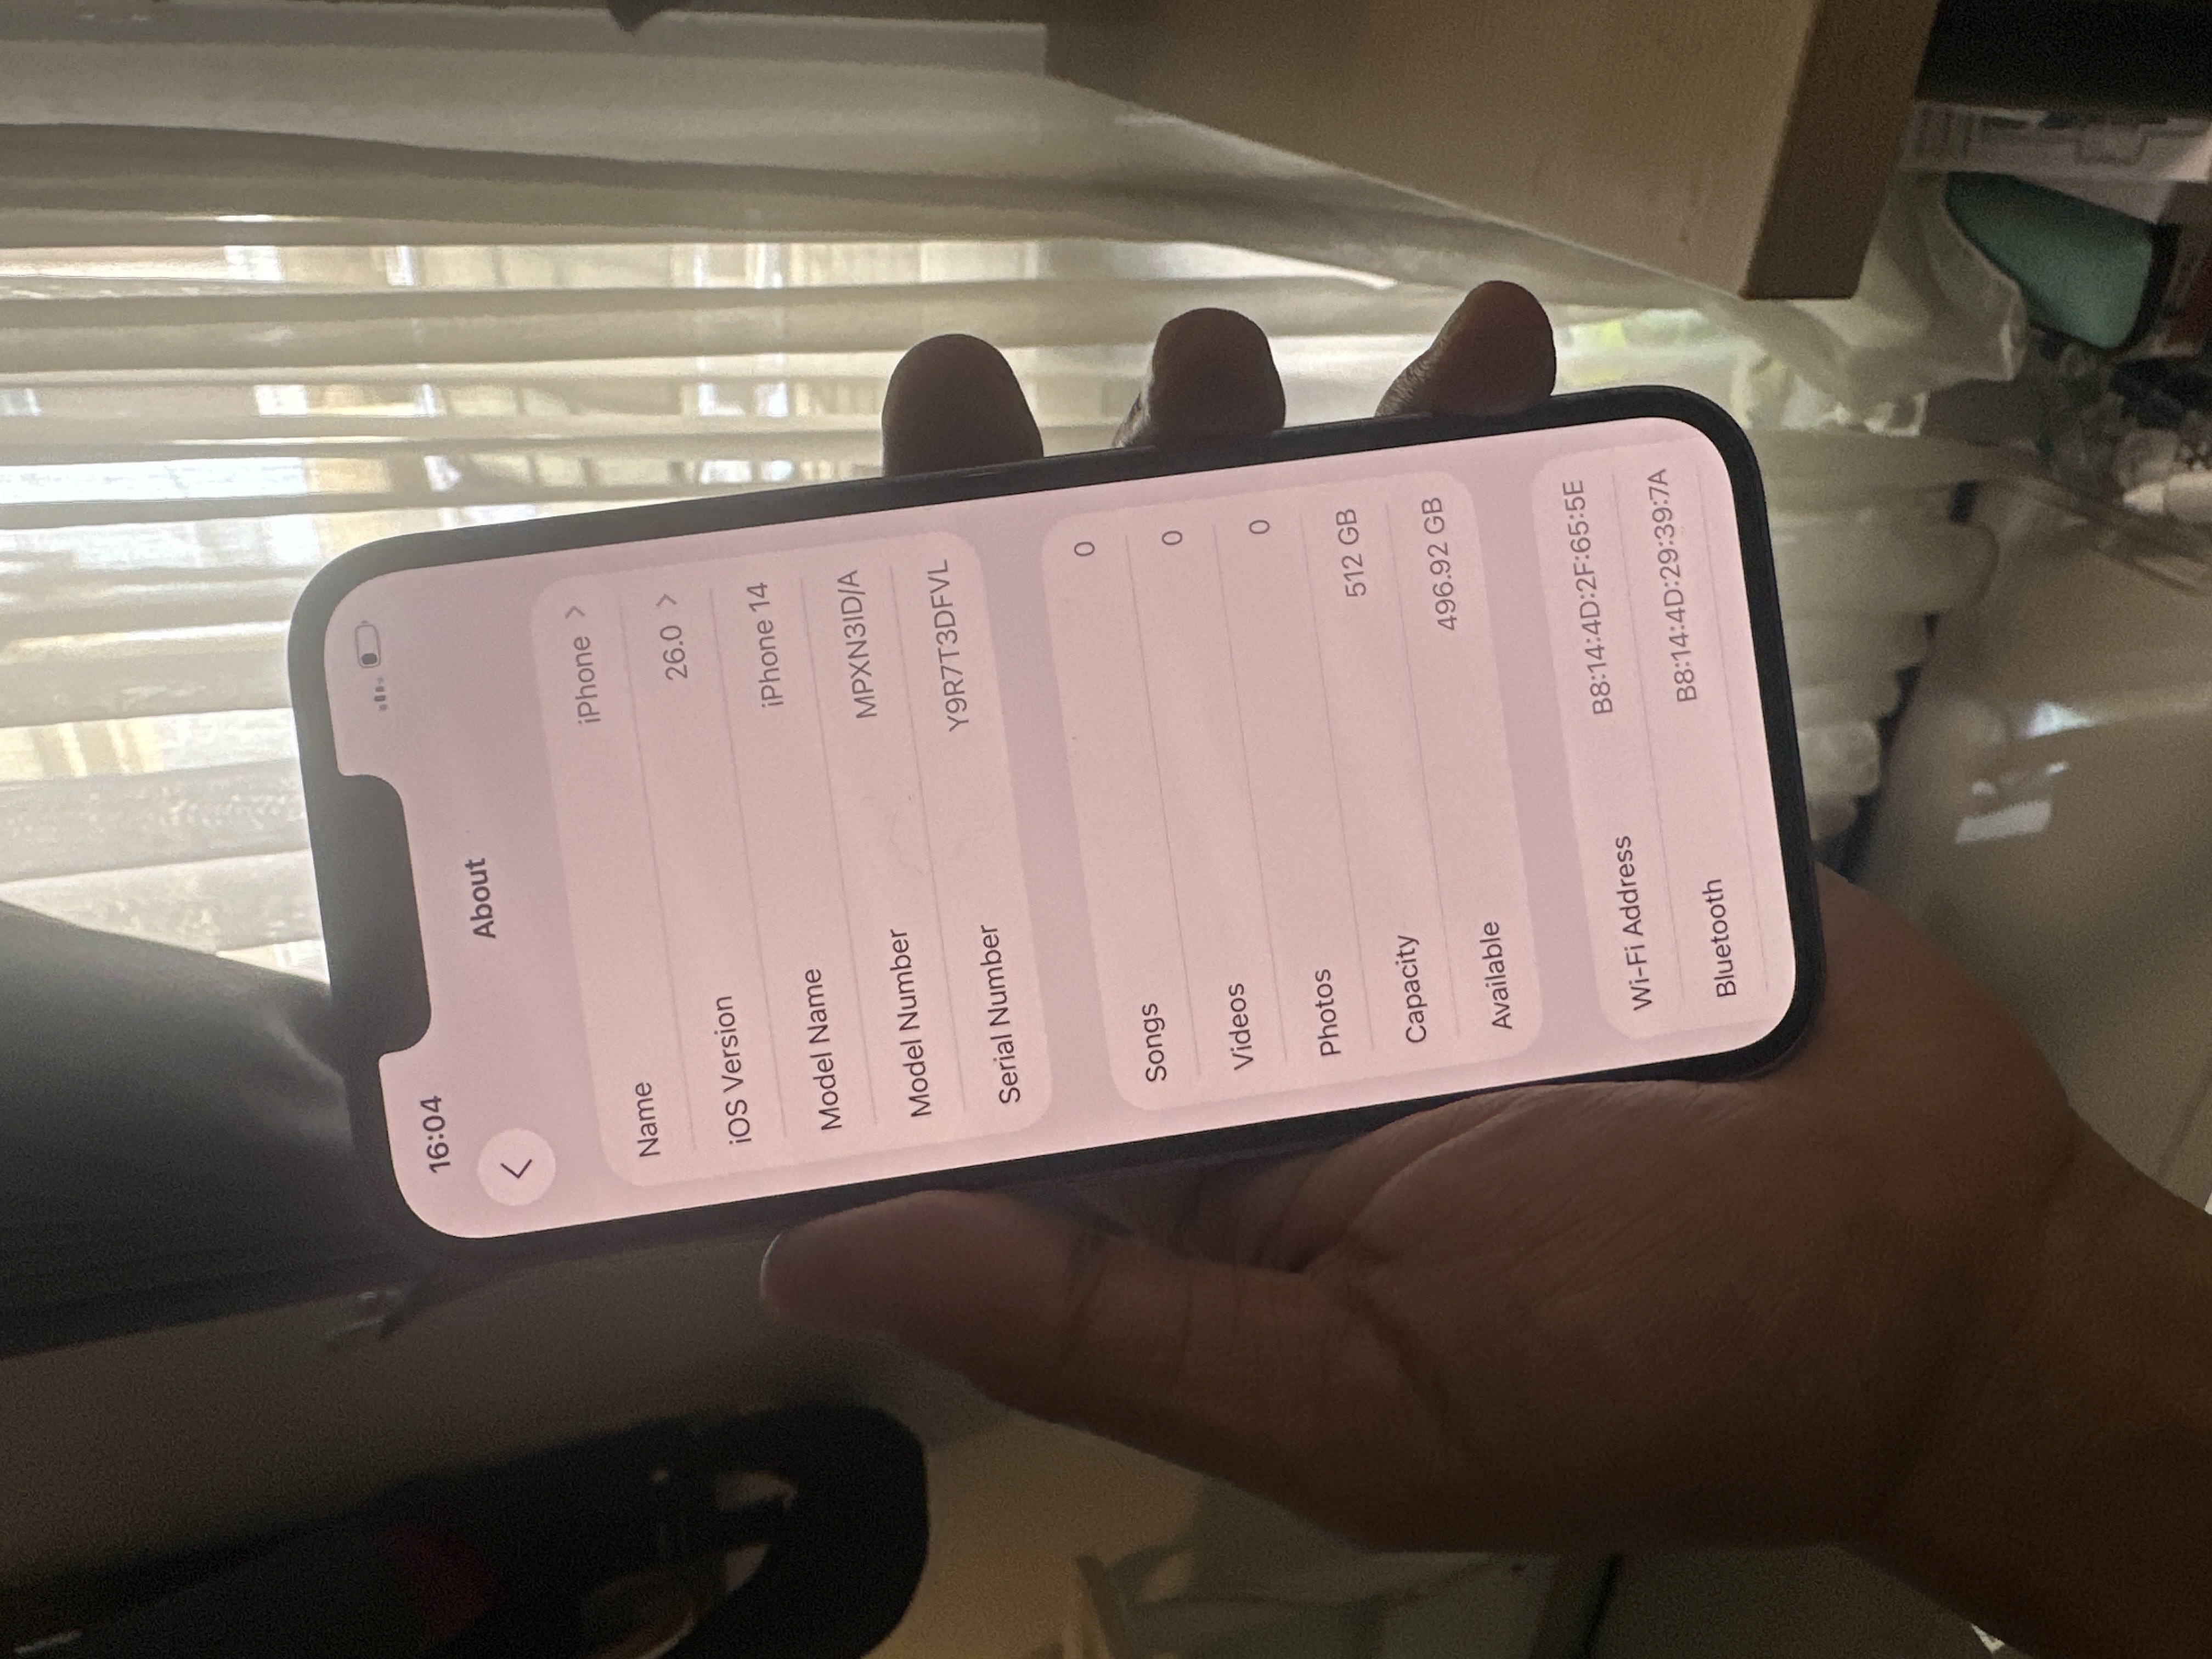 16:04
About
Name iPhone
iOS Version 26.0
Model Name iPhone 14
Model Number MPXN3ID/A
Serial Number Y9R7T3DFVL
Songs 0
Videos 0
Photos 0
Capacity 512 GB
Available 496.92 GB
Wi-Fi Address B8:14:4D:2F:65:5E
Bluetooth B8:14:4D:29:39:7A